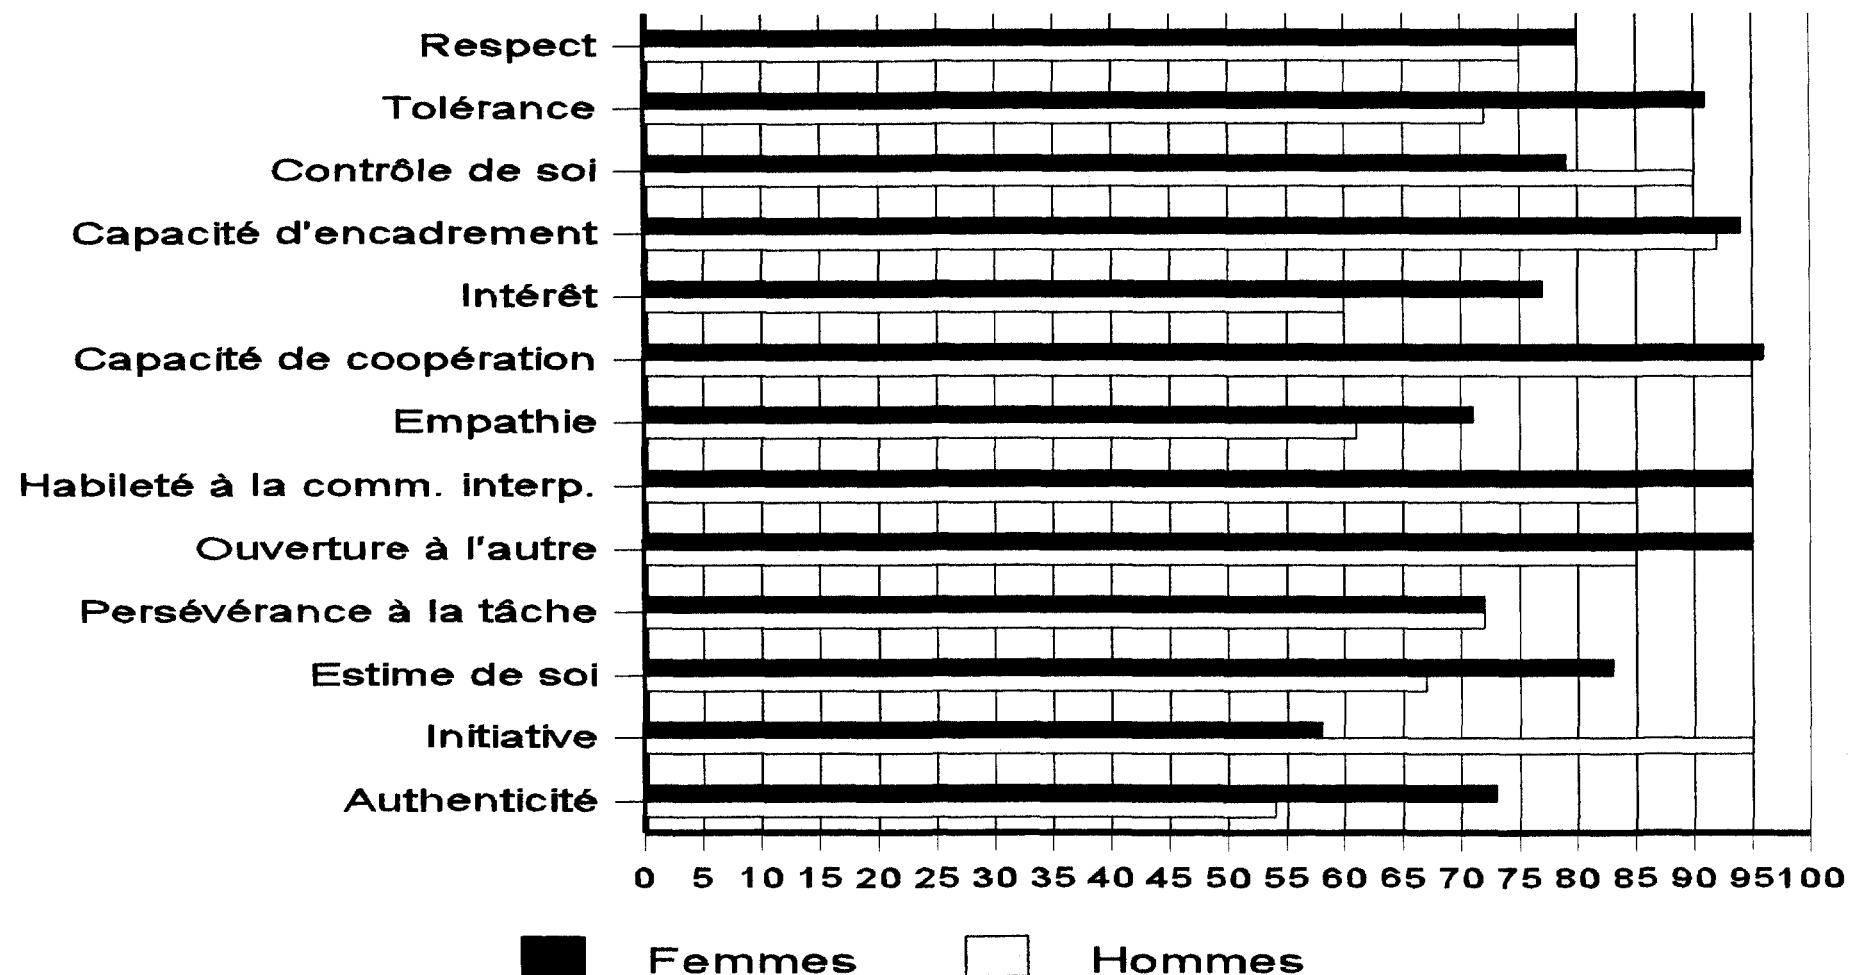 Respect
Tolérance
Contrôle de soi
Capacité d'encadrement
Intérêt
Capacité de coopération
Empathie
Habileté à la comm. interp.
Ouverture à l'autre
Persévérance à la tâche
Estime de soi
Initiative
Authenticité
0 5 10 15 20 25 30 35 40 45 50 55 60 65 70 75 80 85 90 95 100
Femmes Hommes